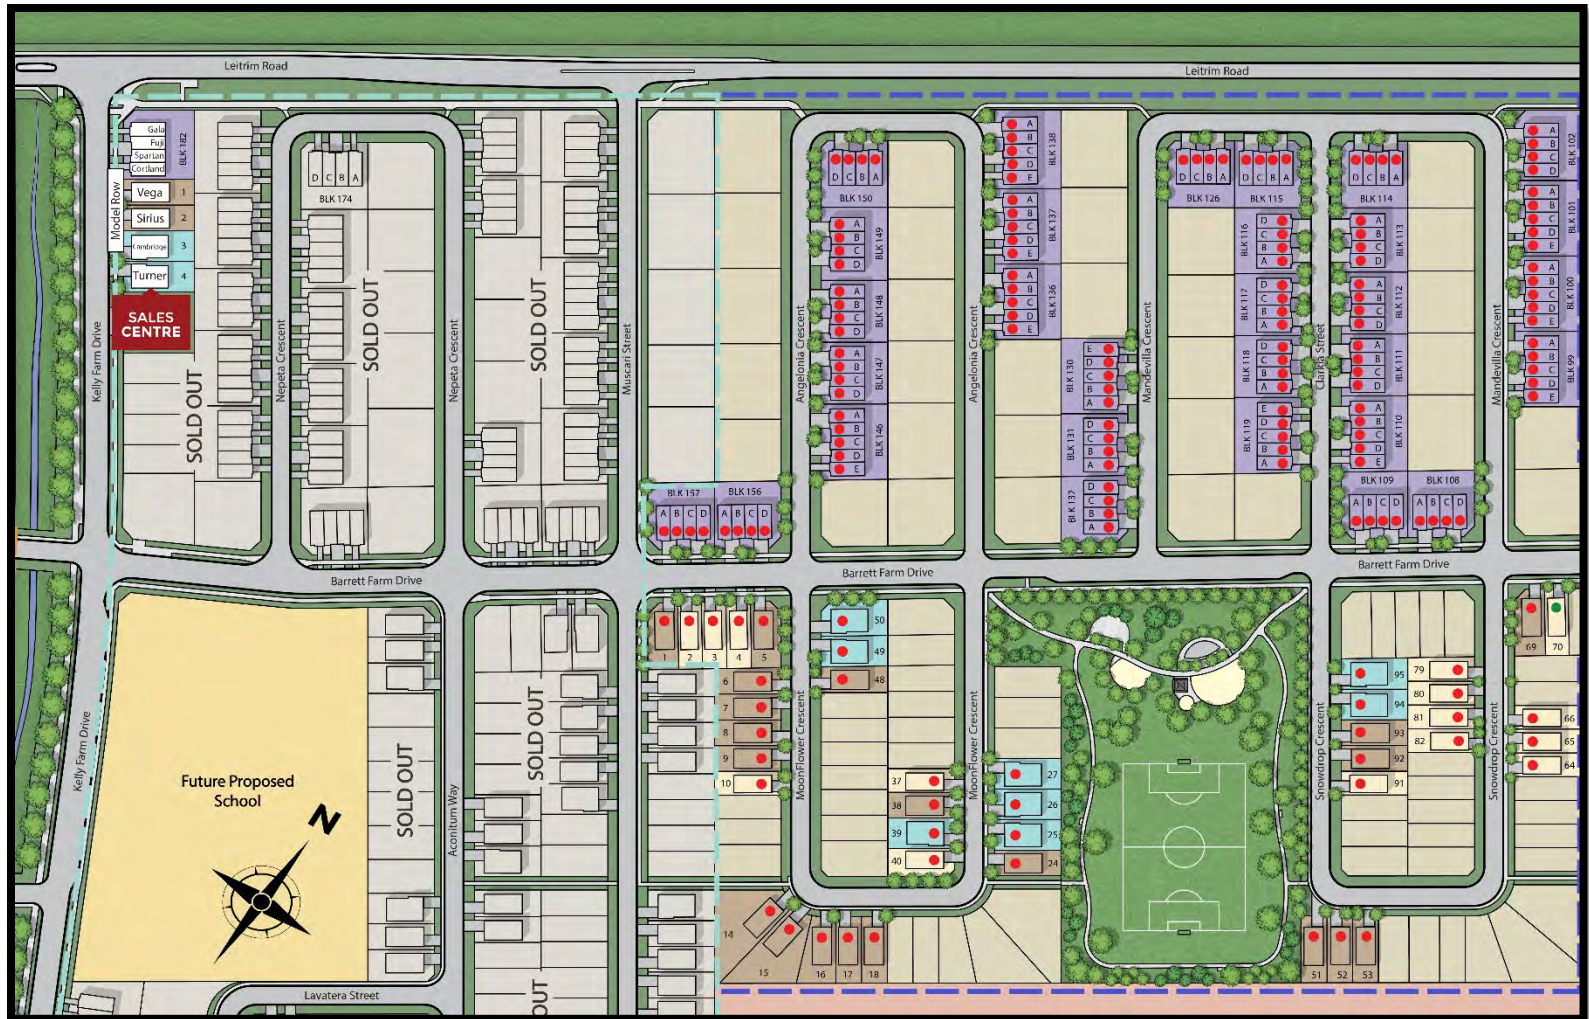 Leitrim Road
Leitrim Road
Gala
Fuji
Spartan
Cortland
BLK 182
Model Row
Vega
1
Sirius
2
Cambridge
3
Turner
4
SALES
CENTRE
Kelly Farm Drive
SOLD OUT
Nepeta Crescent
D C B A
BLK 174
SOLD OUT
Nepeta Crescent
SOLD OUT
Muscari Street
BLK 157
A B C D
BLK 156
A B C D
Angelonia Crescent
D C B A
BLK 150
A
B
C
D
BLK 149
A
B
C
D
BLK 148
A
B
C
D
BLK 147
A
B
C
D
E
BLK 146
Angelonia Crescent
A
B
C
D
E
BLK 138
A
B
C
D
E
BLK 137
A
B
C
D
E
BLK 136
E
D
C
B
A
BLK 130
D
C
B
A
BLK 131
D
C
B
A
BLK 132
Mandevilla Crescent
D C B A
BLK 126
D C B A
BLK 115
D
C
B
A
BLK 116
D
C
B
A
BLK 117
D
C
B
A
BLK 118
E
D
C
B
A
BLK 119
Clarkia Street
D C B A
BLK 114
A
B
C
D
BLK 113
A
B
C
D
BLK 112
A
B
C
D
BLK 111
A
B
C
D
E
BLK 110
BLK 109
A B C D
BLK 108
A B C D
Mandevilla Crescent
A
B
C
D
BLK 102
A
B
C
D
E
BLK 101
A
B
C
D
E
BLK 100
A
B
C
D
E
BLK 99
Barrett Farm Drive
Barrett Farm Drive
Barrett Farm Drive
Kelly Farm Drive
Future Proposed
School
N
SOLD OUT
Aconitum Way
SOLD OUT
OUT
Lavatera Street
1 2 3 4 5
6
7
8
9
10
MoonFlower Crescent
50
49
48
37
38
39
40
MoonFlower Crescent
27
26
25
24
14
15
16 17 18
Snowdrop Crescent
95
94
93
92
91
79
80
81
82
Snowdrop Crescent
69 70
66
65
64
51 52 53